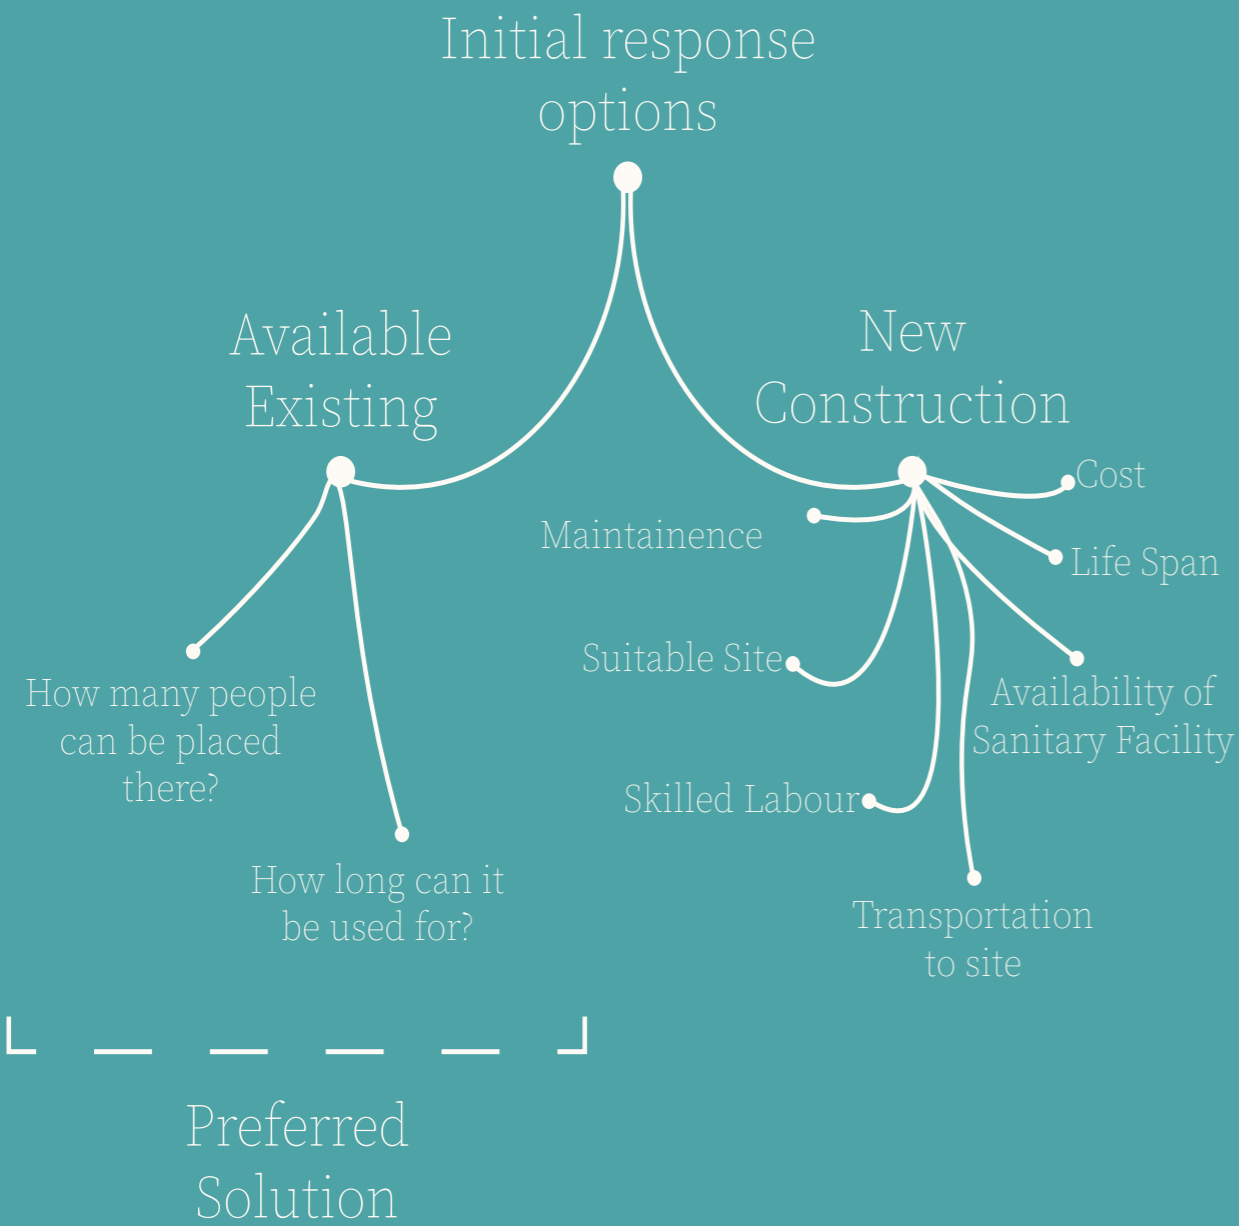 Initial response
options
Available
Existing
New
Construction
Cost
Maintainence
Life Span
Suitable Site
How many people
can be placed
there?
Availability of
Sanitary Facility
Skilled Labour
How long can it
be used for?
Transportation
to site
Preferred
Solution